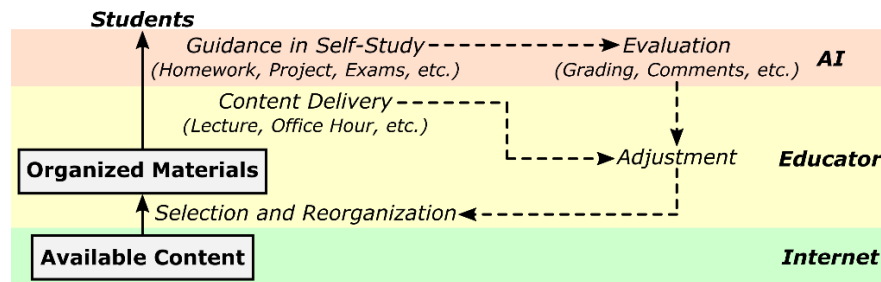 Students
Guidance in Self-Study
Evaluation
(Homework, Project, Exams, etc.)
(Grading, Comments, etc.)
AI
Content Delivery
(Lecture, Office Hour, etc.)
Organized Materials
Adjustment
Educator
Selection and Reorganization
Available Content
Internet